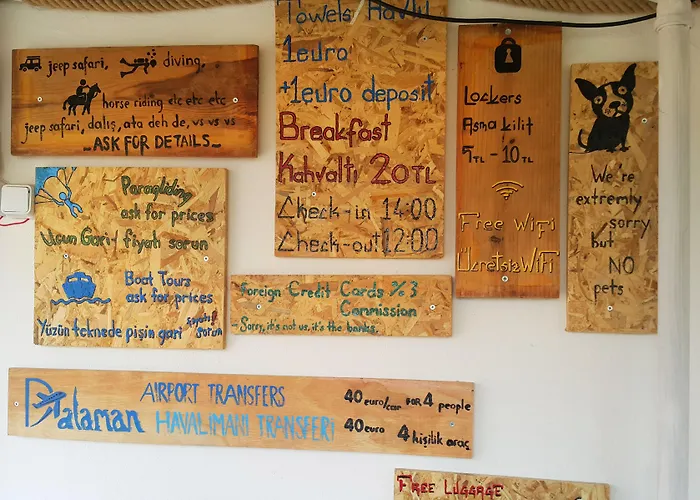 jeep safari, diving,
horse riding etc etc etc
jeep safari, dalış, ata deh de, vs vs vs
ASK FOR DETAILS
Paragliding
ask for prices
Uçun Gari-! fiyatı sorun
Boat Tours
ask for prices
Yüzün teknede pişin gari fiyatı sorun
Towels Havlu
1euro
+1euro deposit
Breakfast
Kahvaltı 20TL
Check-in 14:00
Check-out 12:00
Lockers
Asma kilit
5TL - 10TL
Free wifi
Ücretsiz WiFi
We're
extremly
sorry
but
NO
pets
Foreign Credit Cards % 3
Commission
- Sorry, it's not us, it's the banks.
Dalaman
AIRPORT TRANSFERS
HAVALİMANI TRANSFERİ
40 euro/car FOR 4 people
40 euro 4 kişilik araç
FREE LUGGAGE